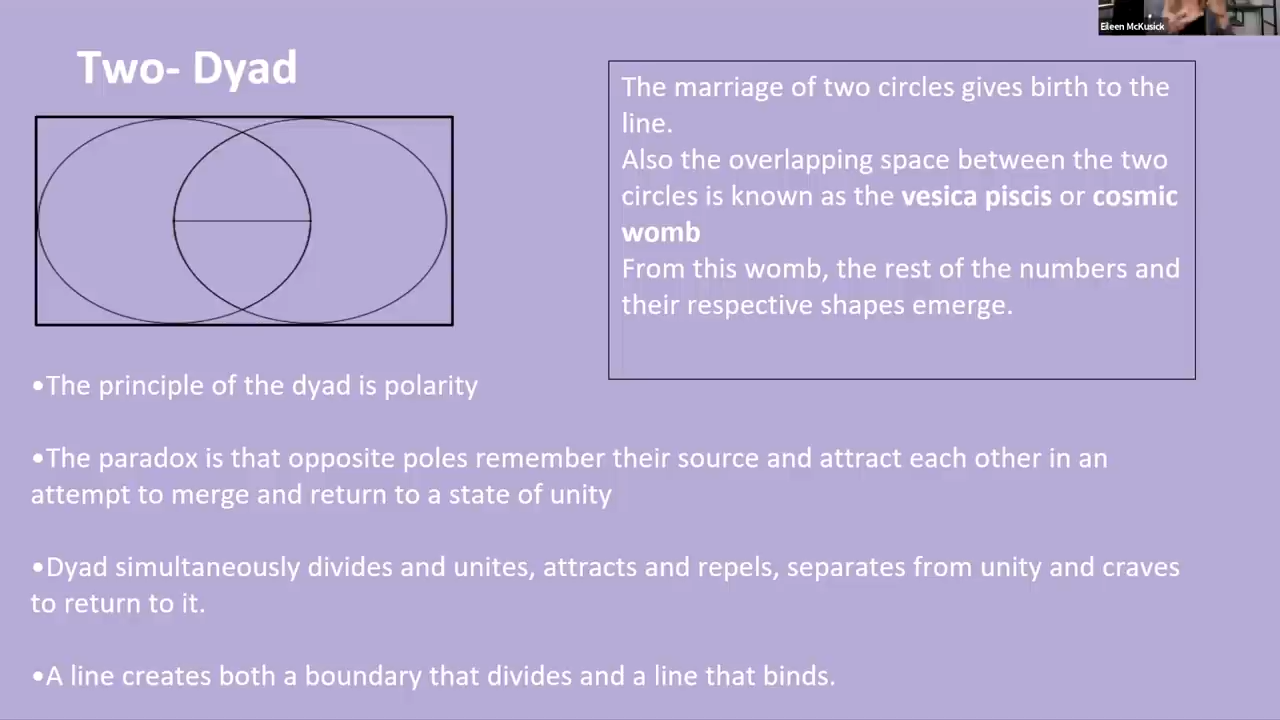 Eileen McKusick
Two- Dyad
The marriage of two circles gives birth to the
line.
Also the overlapping space between the two
circles is known as the vesica piscis or cosmic
womb
From this womb, the rest of the numbers and
their respective shapes emerge.
•The principle of the dyad is polarity
•The paradox is that opposite poles remember their source and attract each other in an
attempt to merge and return to a state of unity
•Dyad simultaneously divides and unites, attracts and repels, separates from unity and craves
to return to it.
•A line creates both a boundary that divides and a line that binds.